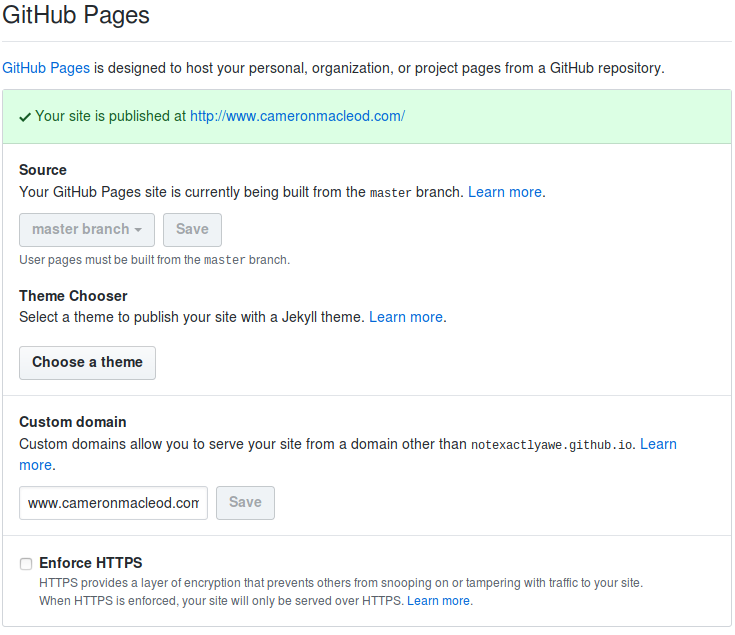 GitHub Pages
GitHub Pages is designed to host your personal, organization, or project pages from a GitHub repository.
Your site is published at http://www.cameronmacleod.com/
Source
Your GitHub Pages site is currently being built from the master branch. Learn more.
master branch
Save
User pages must be built from the master branch.
Theme Chooser
Select a theme to publish your site with a Jekyll theme. Learn more.
Choose a theme
Custom domain
Custom domains allow you to serve your site from a domain other than notexactlyawe.github.io. Learn
more.
www.cameronmacleod.com
Save
Enforce HTTPS
HTTPS provides a layer of encryption that prevents others from snooping on or tampering with traffic to your site.
When HTTPS is enforced, your site will only be served over HTTPS. Learn more.